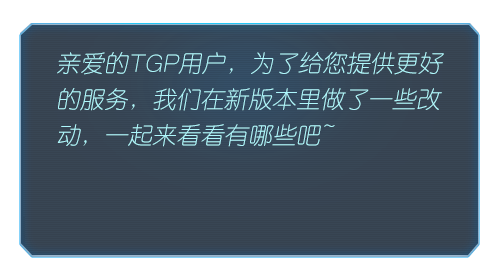 亲爱的TGP用户，为了给您提供更好
的服务，我们在新版本里做了一些改
动，一起来看看有哪些吧~